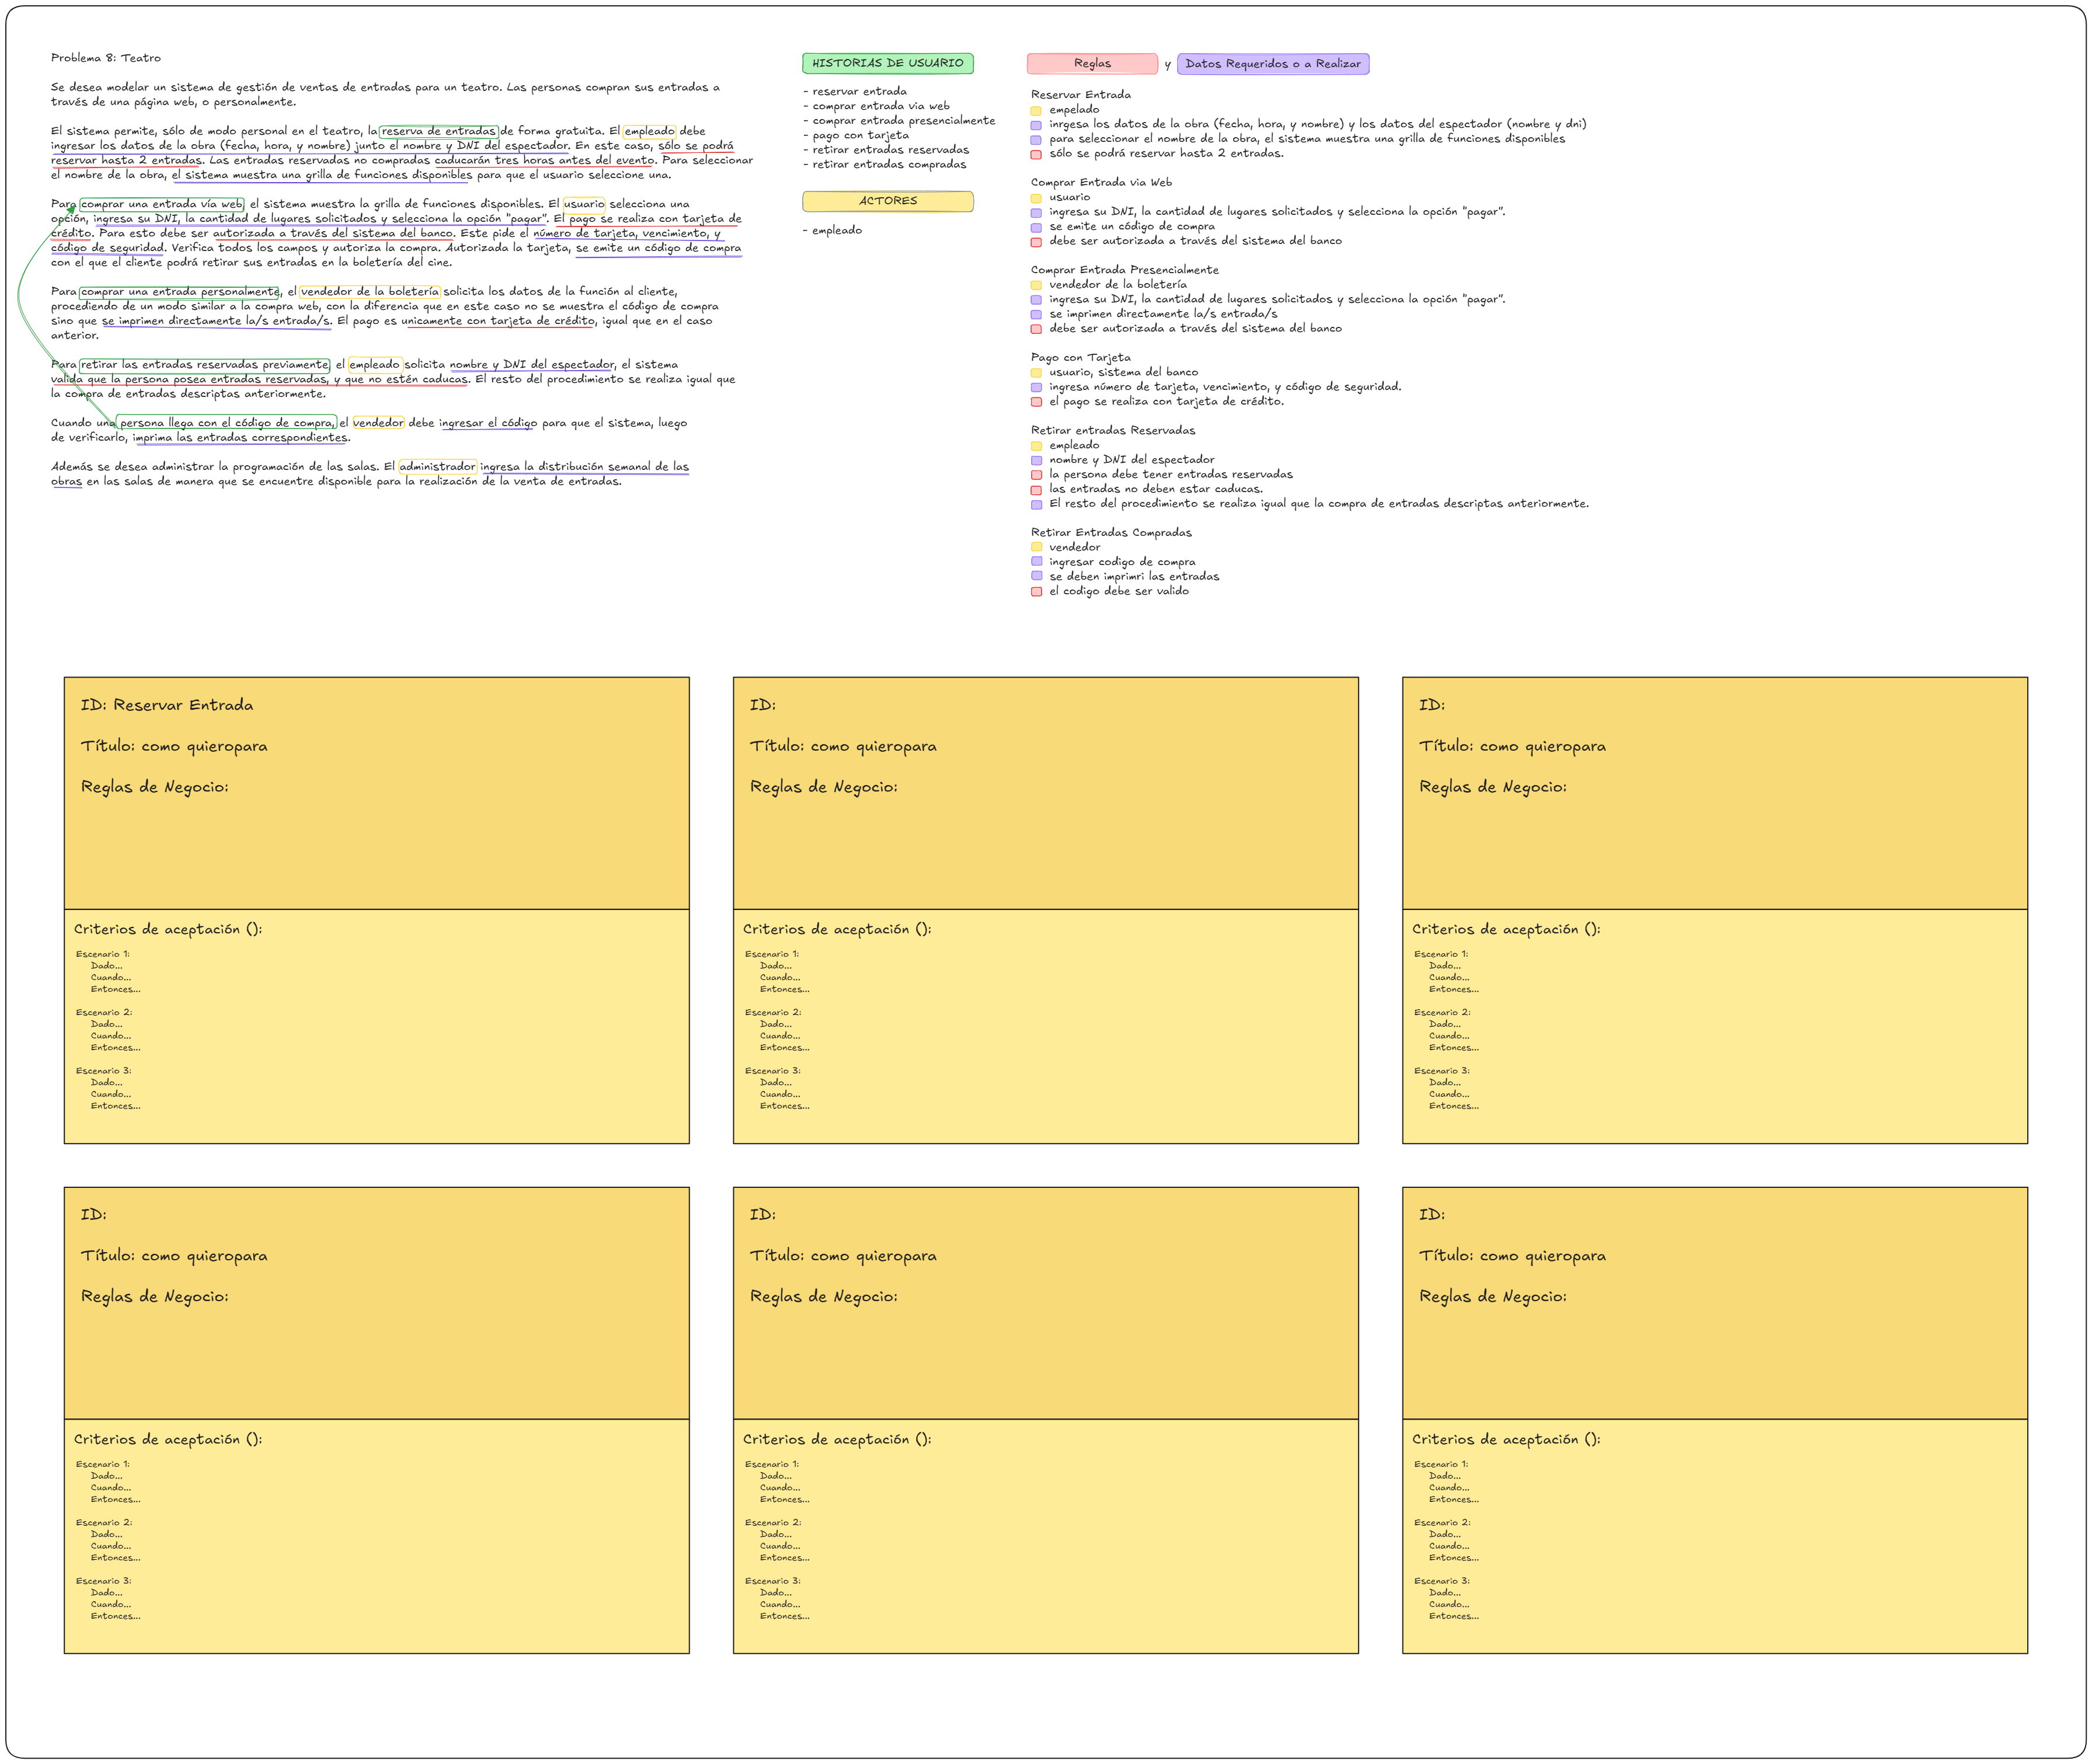 Problema 8: Teatro
Se desea modelar un sistema de gestión de ventas de entradas para un teatro. Las personas compran sus entradas a
través de una página web, o personalmente.
El sistema permite, sólo de modo personal en el teatro, la reserva de entradas de forma gratuita. El empleado debe
ingresar los datos de la obra (fecha, hora, y nombre) junto el nombre y DNI del espectador. En este caso, sólo se podrá
reservar hasta 2 entradas. Las entradas reservadas no compradas caducarán tres horas antes del evento. Para seleccionar
el nombre de la obra, el sistema muestra una grilla de funciones disponibles para que el usuario seleccione una.
Para comprar una entrada vía web, el sistema muestra la grilla de funciones disponibles. El usuario selecciona una
opción, ingresa su DNI, la cantidad de lugares solicitados y selecciona la opción "pagar". El pago se realiza con tarjeta de
crédito. Para esto debe ser autorizada a través del sistema del banco. Este pide el número de tarjeta, vencimiento, y
código de seguridad. Verifica todos los campos y autoriza la compra. Autorizada la tarjeta, se emite un código de compra
con el que el cliente podrá retirar sus entradas en la boletería del cine.
Para comprar una entrada personalmente, el vendedor de la boletería solicita los datos de la función al cliente,
procediendo de un modo similar a la compra web, con la diferencia que en este caso no se muestra el código de compra
sino que se imprimen directamente la/s entrada/s. El pago es unicamente con tarjeta de crédito, igual que en el caso
anterior.
Para retirar las entradas reservadas previamente, el empleado solicita nombre y DNI del espectador, el sistema
valida que la persona posea entradas reservadas, y que no estén caducas. El resto del procedimiento se realiza igual que
la compra de entradas descriptas anteriormente.
Cuando una persona llega con el código de compra, el vendedor debe ingresar el código para que el sistema, luego
de verificarlo, imprima las entradas correspondientes.
Además se desea administrar la programación de las salas. El administrador ingresa la distribución semanal de las
obras en las salas de manera que se encuentre disponible para la realización de la venta de entradas.
HISTORIAS DE USUARIO
- reservar entrada
- comprar entrada via web
- comprar entrada presencialmente
- pago con tarjeta
- retirar entradas reservadas
- retirar entradas compradas
ACTORES
- empleado
Reglas y Datos Requeridos o a Realizar
Reservar Entrada
empelado
inrgesa los datos de la obra (fecha, hora, y nombre) y los datos del espectador (nombre y dni)
para seleccionar el nombre de la obra, el sistema muestra una grilla de funciones disponibles
sólo se podrá reservar hasta 2 entradas.
Comprar Entrada via Web
usuario
ingresa su DNI, la cantidad de lugares solicitados y selecciona la opción "pagar".
se emite un código de compra
debe ser autorizada a través del sistema del banco
Comprar Entrada Presencialmente
vendedor de la boletería
ingresa su DNI, la cantidad de lugares solicitados y selecciona la opción "pagar".
se imprimen directamente la/s entrada/s
debe ser autorizada a través del sistema del banco
Pago con Tarjeta
usuario, sistema del banco
ingresa número de tarjeta, vencimiento, y código de seguridad.
el pago se realiza con tarjeta de crédito.
Retirar entradas Reservadas
empleado
nombre y DNI del espectador
la persona debe tener entradas reservadas
las entradas no deben estar caducas.
El resto del procedimiento se realiza igual que la compra de entradas descriptas anteriormente.
Retirar Entradas Compradas
vendedor
ingresar codigo de compra
se deben imprimri las entradas
el codigo debe ser valido
ID: Reservar Entrada
Título: como quieropara
Reglas de Negocio:
Criterios de aceptación ():
Escenario 1:
Dado...
Cuando...
Entonces...
Escenario 2:
Dado...
Cuando...
Entonces...
Escenario 3:
Dado...
Cuando...
Entonces...
ID:
Título: como quieropara
Reglas de Negocio:
Criterios de aceptación ():
Escenario 1:
Dado...
Cuando...
Entonces...
Escenario 2:
Dado...
Cuando...
Entonces...
Escenario 3:
Dado...
Cuando...
Entonces...
ID:
Título: como quieropara
Reglas de Negocio:
Criterios de aceptación ():
Escenario 1:
Dado...
Cuando...
Entonces...
Escenario 2:
Dado...
Cuando...
Entonces...
Escenario 3:
Dado...
Cuando...
Entonces...
ID:
Título: como quieropara
Reglas de Negocio:
Criterios de aceptación ():
Escenario 1:
Dado...
Cuando...
Entonces...
Escenario 2:
Dado...
Cuando...
Entonces...
Escenario 3:
Dado...
Cuando...
Entonces...
ID:
Título: como quieropara
Reglas de Negocio:
Criterios de aceptación ():
Escenario 1:
Dado...
Cuando...
Entonces...
Escenario 2:
Dado...
Cuando...
Entonces...
Escenario 3:
Dado...
Cuando...
Entonces...
ID:
Título: como quieropara
Reglas de Negocio:
Criterios de aceptación ():
Escenario 1:
Dado...
Cuando...
Entonces...
Escenario 2:
Dado...
Cuando...
Entonces...
Escenario 3:
Dado...
Cuando...
Entonces...